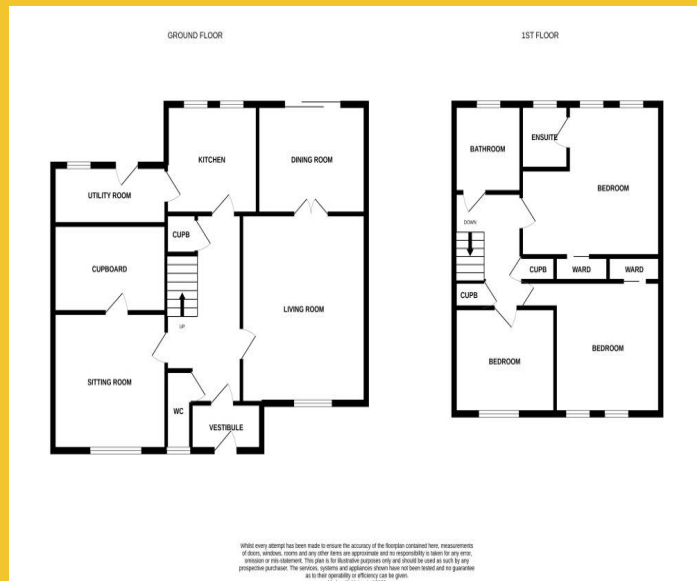 GROUND FLOOR
1ST FLOOR
KITCHEN
DINING ROOM
UTILITY ROOM
CUPB
CUPBOARD
LIVING ROOM
UP
SITTING ROOM
WC
VESTIBULE
BATHROOM
ENSUITE
BEDROOM
DOWN
CUPB
WARD
WARD
CUPB
BEDROOM
BEDROOM
Whilst every attempt has been made to ensure the accuracy of the floorplan contained here, measurements
of doors, windows, rooms and any other items are approximate and no responsibility is taken for any error,
omission or mis-statement. This plan is for illustrative purposes only and should be used as such by any
prospective purchaser. The services, systems and appliances shown have not been tested and no guarantee
as to their operability or efficiency can be given.